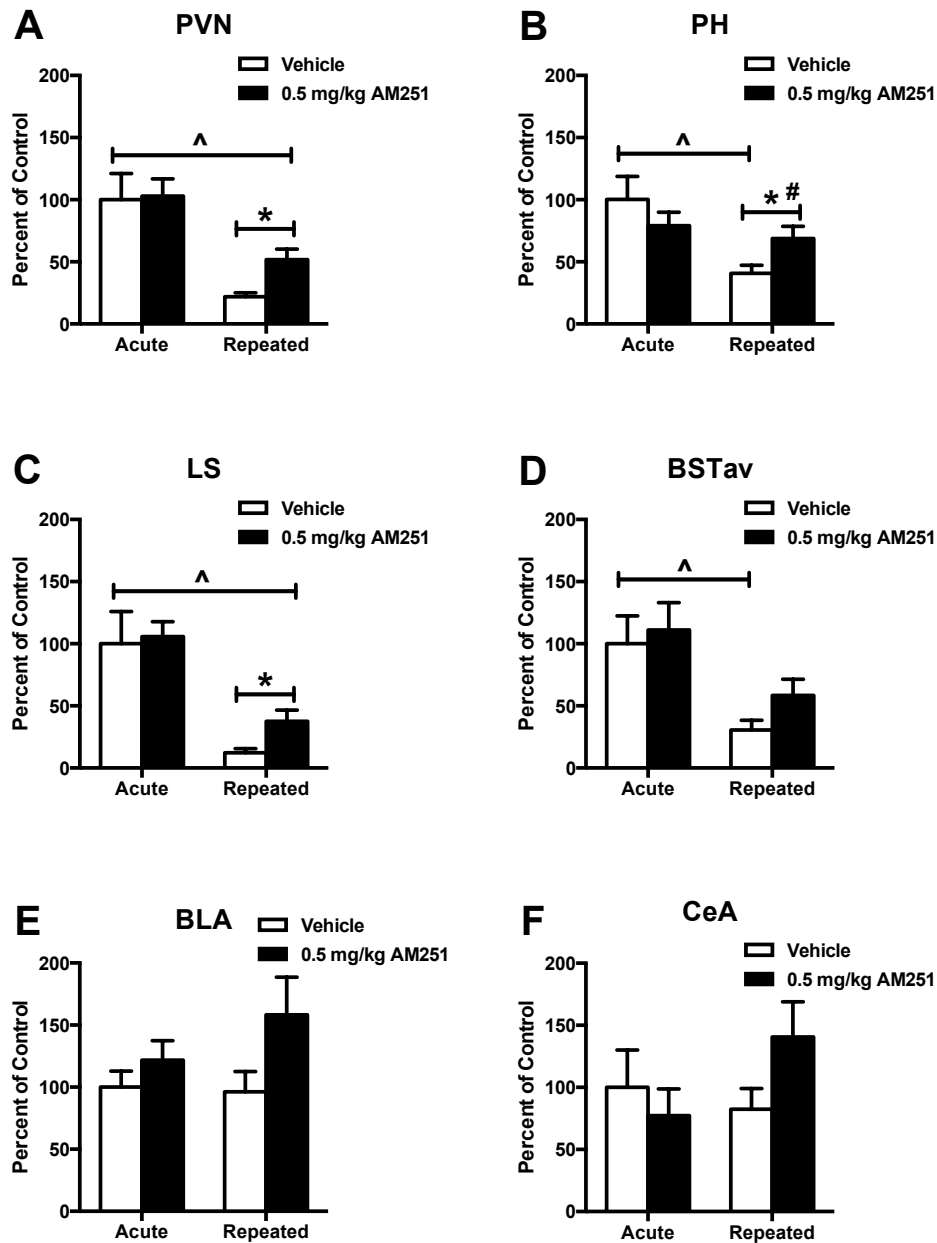 A
PVN
Vehicle
0.5 mg/kg AM251
Percent of Control
200
150
100
50
0
^
*
Acute
Repeated
B
PH
Vehicle
0.5 mg/kg AM251
Percent of Control
200
150
100
50
0
^
* #
Acute
Repeated
C
LS
Vehicle
0.5 mg/kg AM251
Percent of Control
200
150
100
50
0
^
*
Acute
Repeated
D
BSTav
Vehicle
0.5 mg/kg AM251
Percent of Control
200
150
100
50
0
^
Acute
Repeated
E
BLA
Vehicle
0.5 mg/kg AM251
Percent of Control
200
150
100
50
0
Acute
Repeated
F
CeA
Vehicle
0.5 mg/kg AM251
Percent of Control
200
150
100
50
0
Acute
Repeated